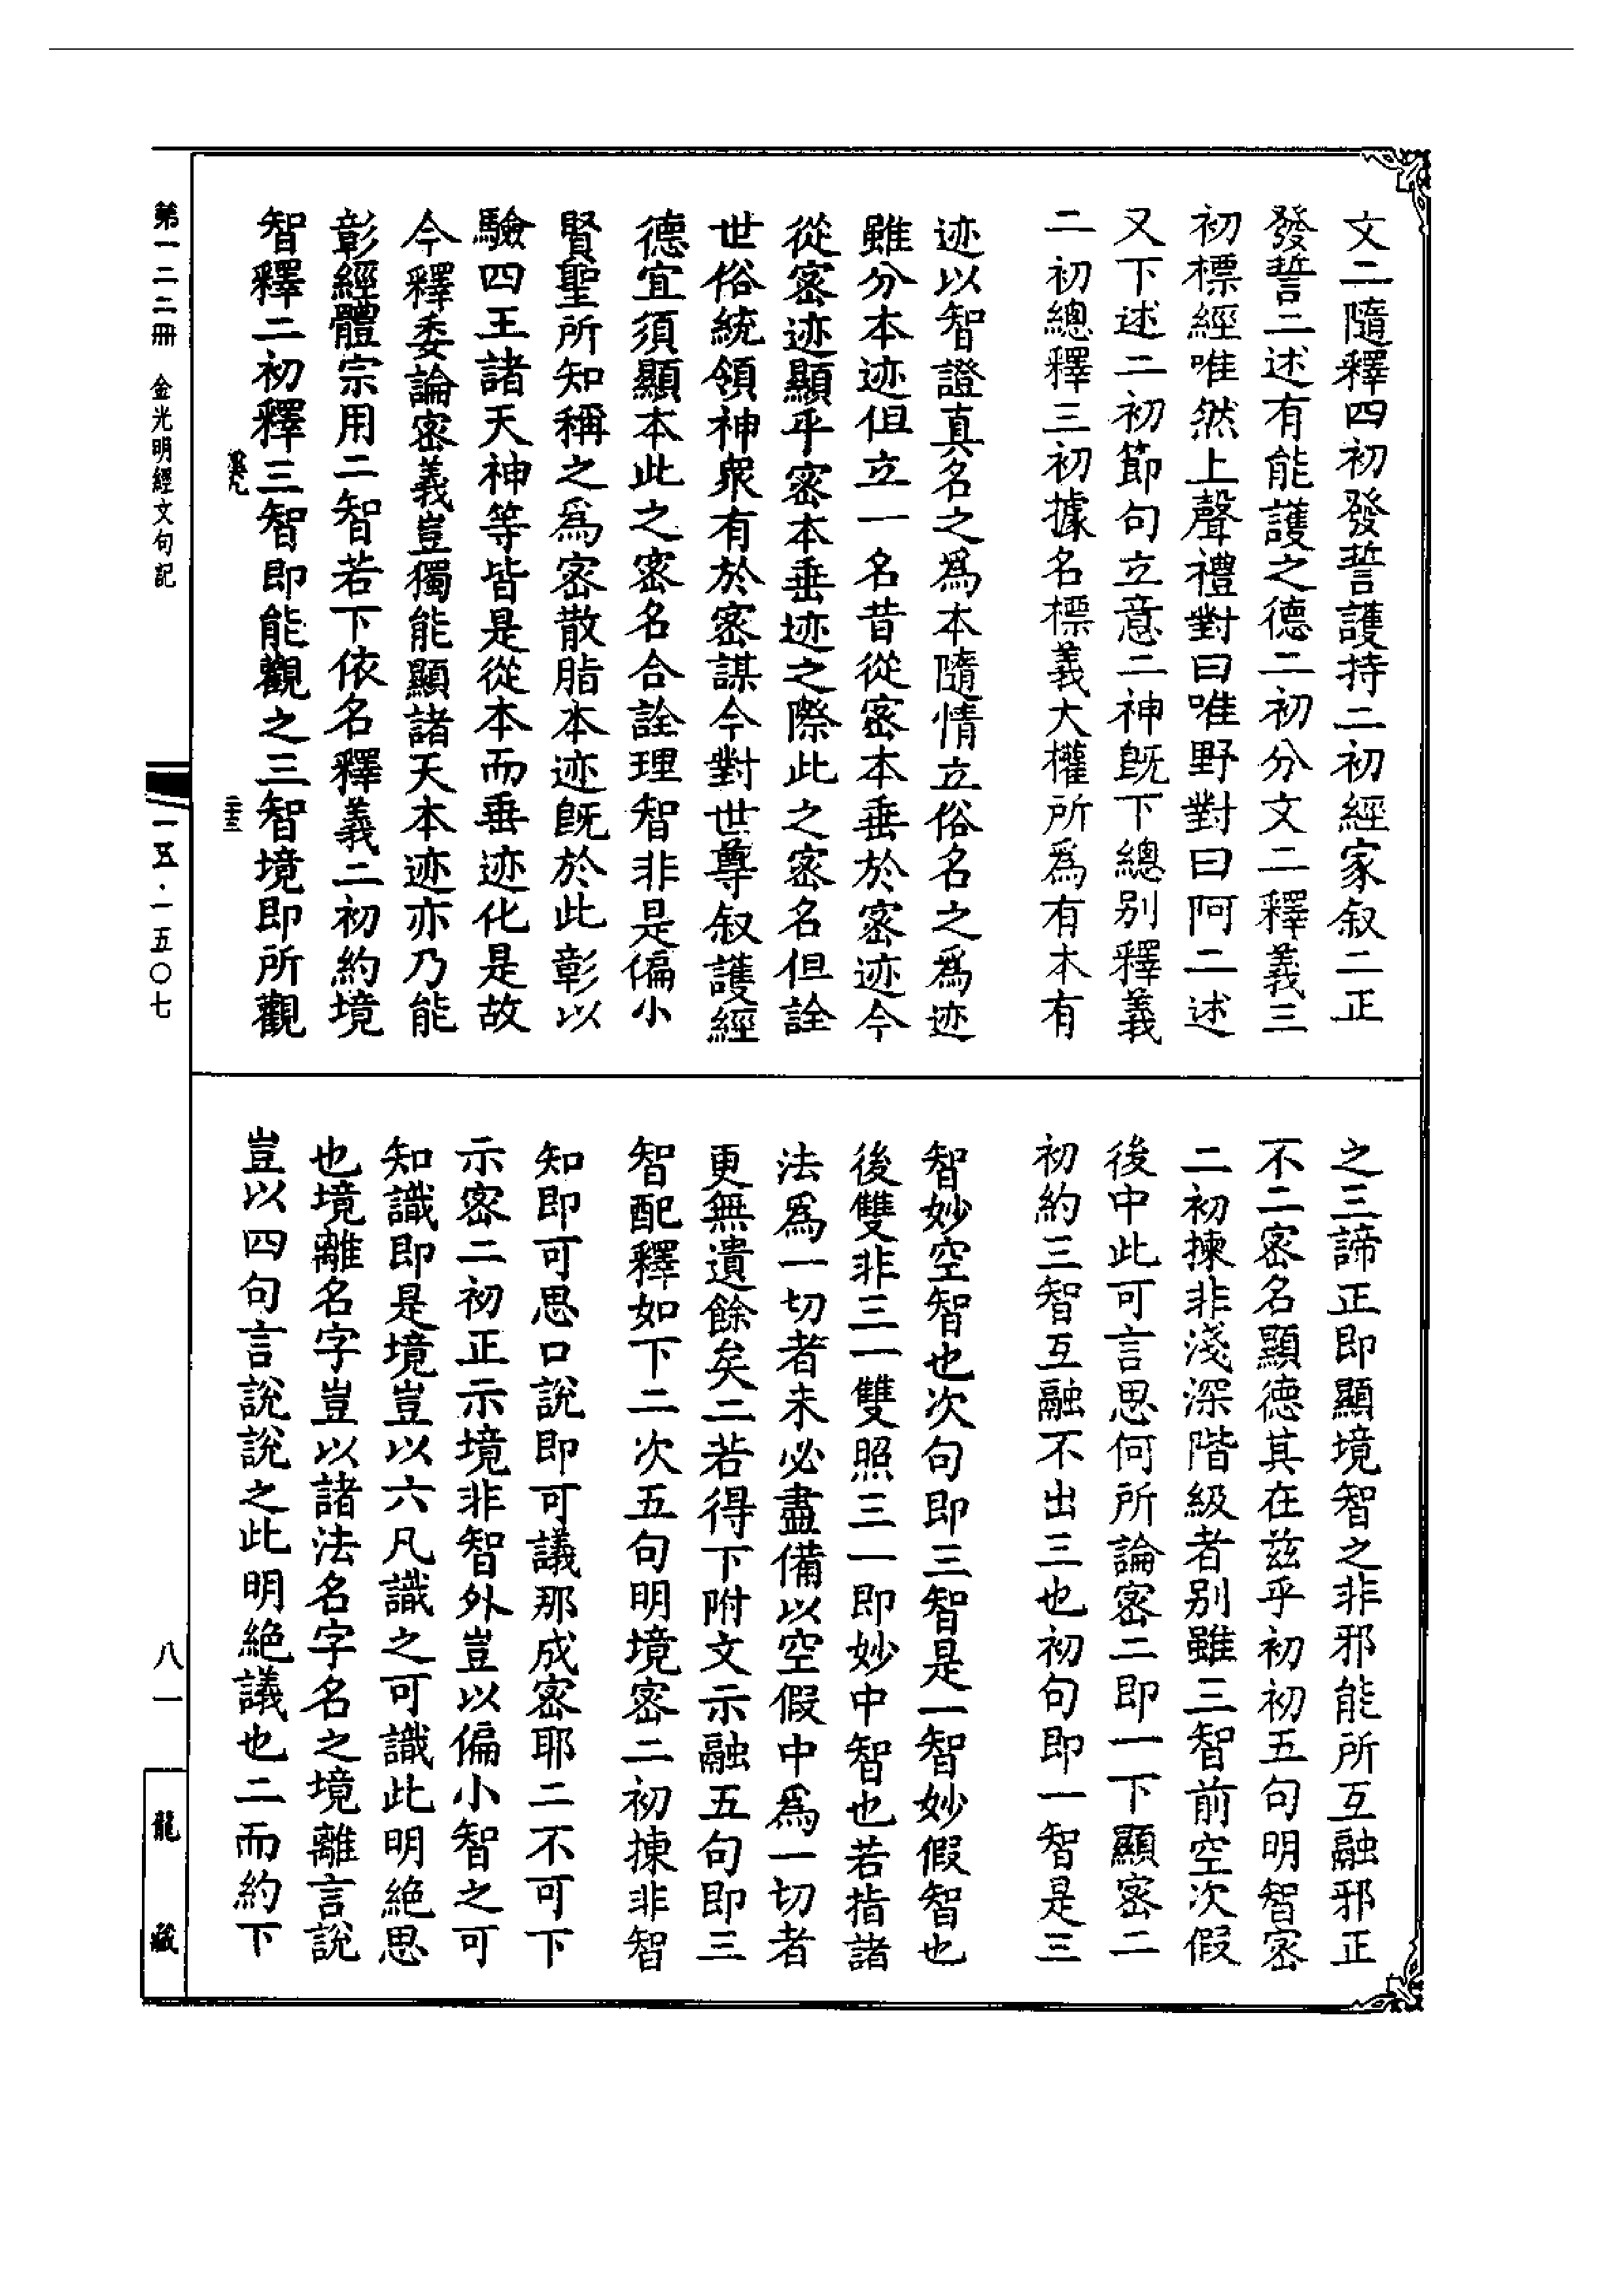 文二隨釋四初發誓護持二初經家叙二正
發誓二述有能護之德二初分文二釋義三
初標經唯然上聲禮對曰唯野對曰阿二述
又下述二初節句立意二神既下總別釋義
二初總釋三初據名標義大權所爲有本有
迹以智證真名之爲本隨情立俗名之爲迹
雖分本迹但立一名昔從密本垂於密迹今
從密迹顯乎密本垂迹之際此之密名但詮
世俗統領神衆有於密謀今對世尊叙護經
德宜須顯本此之密名合詮理智非是偏小
賢聖所知稱之爲密散脂本迹既於此彰以
驗四王諸天神等皆是從本而垂迹化是故
今釋委論密義豈獨能顯諸天本迹亦乃能
彰經體宗用二智若下依名釋義二初約境
智釋二初釋三智即能觀之三智境即所觀
之三諦正即顯境智之非邪能所互融邪正
不二密名顯德其在茲乎初初五句明智密
二初揀非淺深階級者別雖三智前空次假
後中此可言思何所論密二即一下顯密二
初約三智互融不出三也初句即一智是三
智妙空智也次句即三智是一智妙假智也
後雙非三一雙照三一即妙中智也若指諸
法爲一切者未必盡備以空假中爲一切者
更無遺餘矣二若得下附文示融五句即三
智配釋如下二次五句明境密二初揀非智
知即可思口說即可議那成密耶二不可下
示密二初正示境非智外豈以偏小智之可
知識即是境豈以六凡識之可識此明絶思
也境離名字豈以諸法名字名之境離言說
豈以四句言說說之此明絶議也二而約下
第一二二冊 金光明經文句記
一五·一五〇七
八一
龍藏